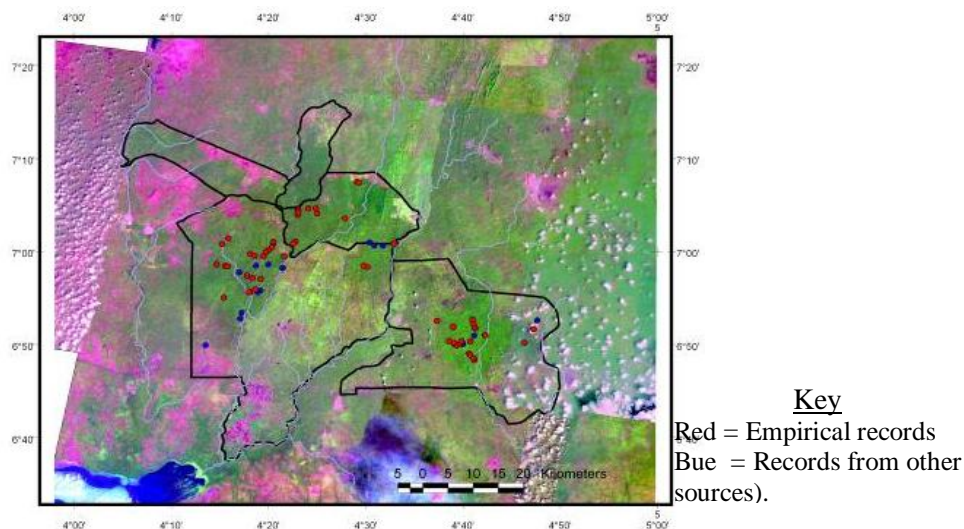 4°00' 4°10' 4°20' 4°30' 4°40' 4°50' 5°00'
5
7°20' 7°20'
7°10' 7°10'
7°00' 7°00'
6°50' 6°50'
6°40' 6°40'
5 0 5 10 15 20 Kilometers
4°00' 4°10' 4°20' 4°30' 4°40' 4°50' 5°00'
5
Key
Red = Empirical records
Bue = Records from other
sources).